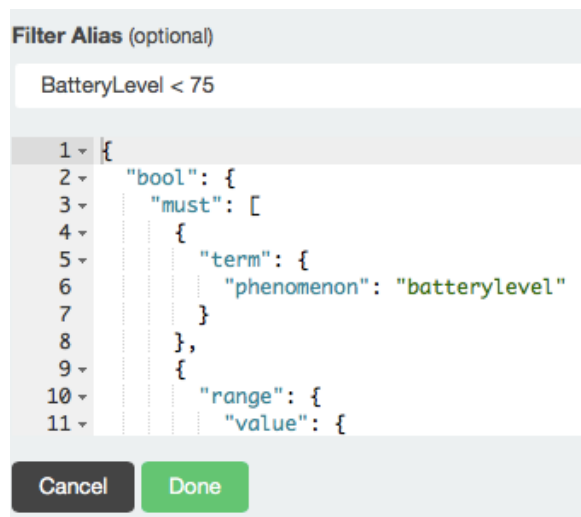 Filter Alias (optional)
BatteryLevel < 75
1 {
2 "bool": {
3 "must": [
4 {
5 "term": {
6 "phenomenon": "batterylevel"
7 }
8 },
9 {
10 "range": {
11 "value": {
Cancel Done